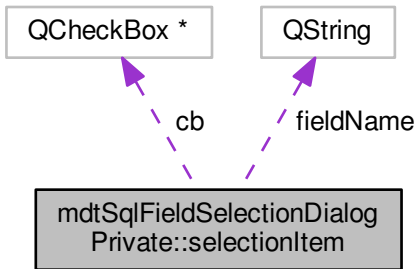 QCheckBox *
QString
cb
fieldName
mdtSqlFieldSelectionDialog
Private::selectionItem